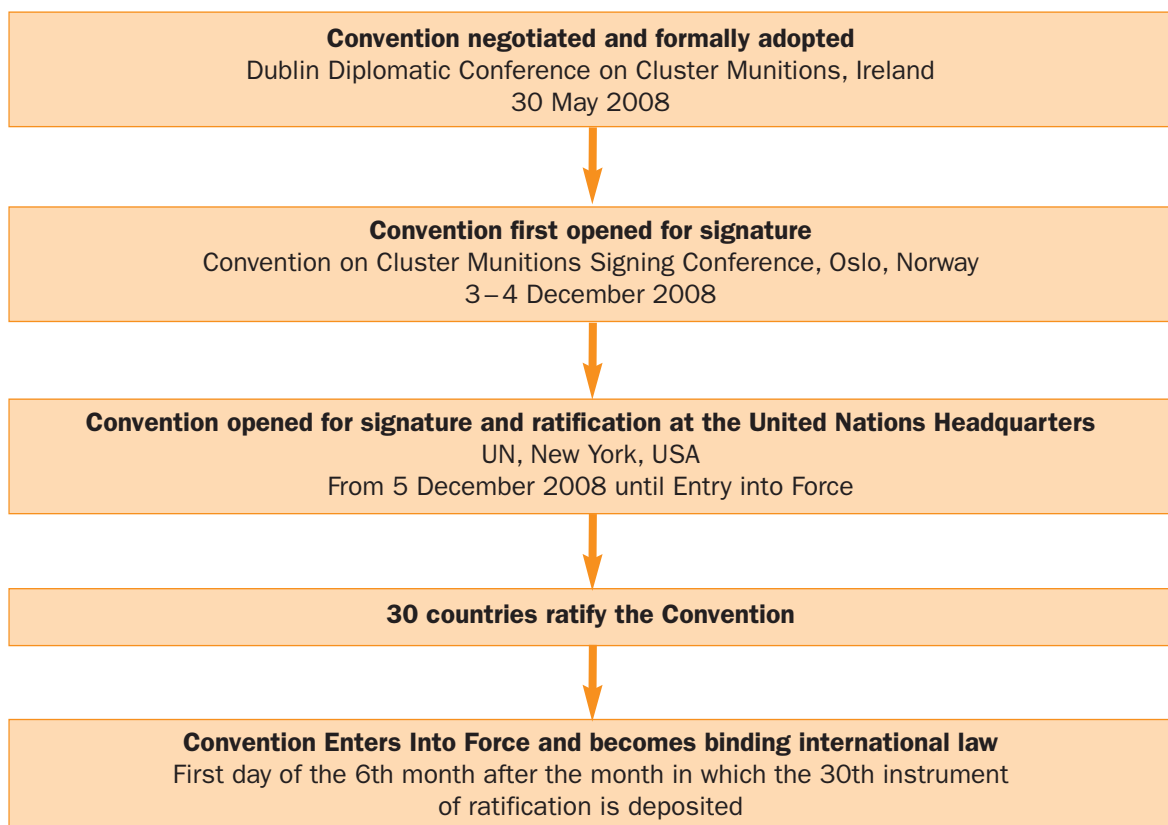 Convention negotiated and formally adopted
Dublin Diplomatic Conference on Cluster Munitions, Ireland
30 May 2008
Convention first opened for signature
Convention on Cluster Munitions Signing Conference, Oslo, Norway
3–4 December 2008
Convention opened for signature and ratification at the United Nations Headquarters
UN, New York, USA
From 5 December 2008 until Entry into Force
30 countries ratify the Convention
Convention Enters Into Force and becomes binding international law
First day of the 6th month after the month in which the 30th instrument
of ratification is deposited